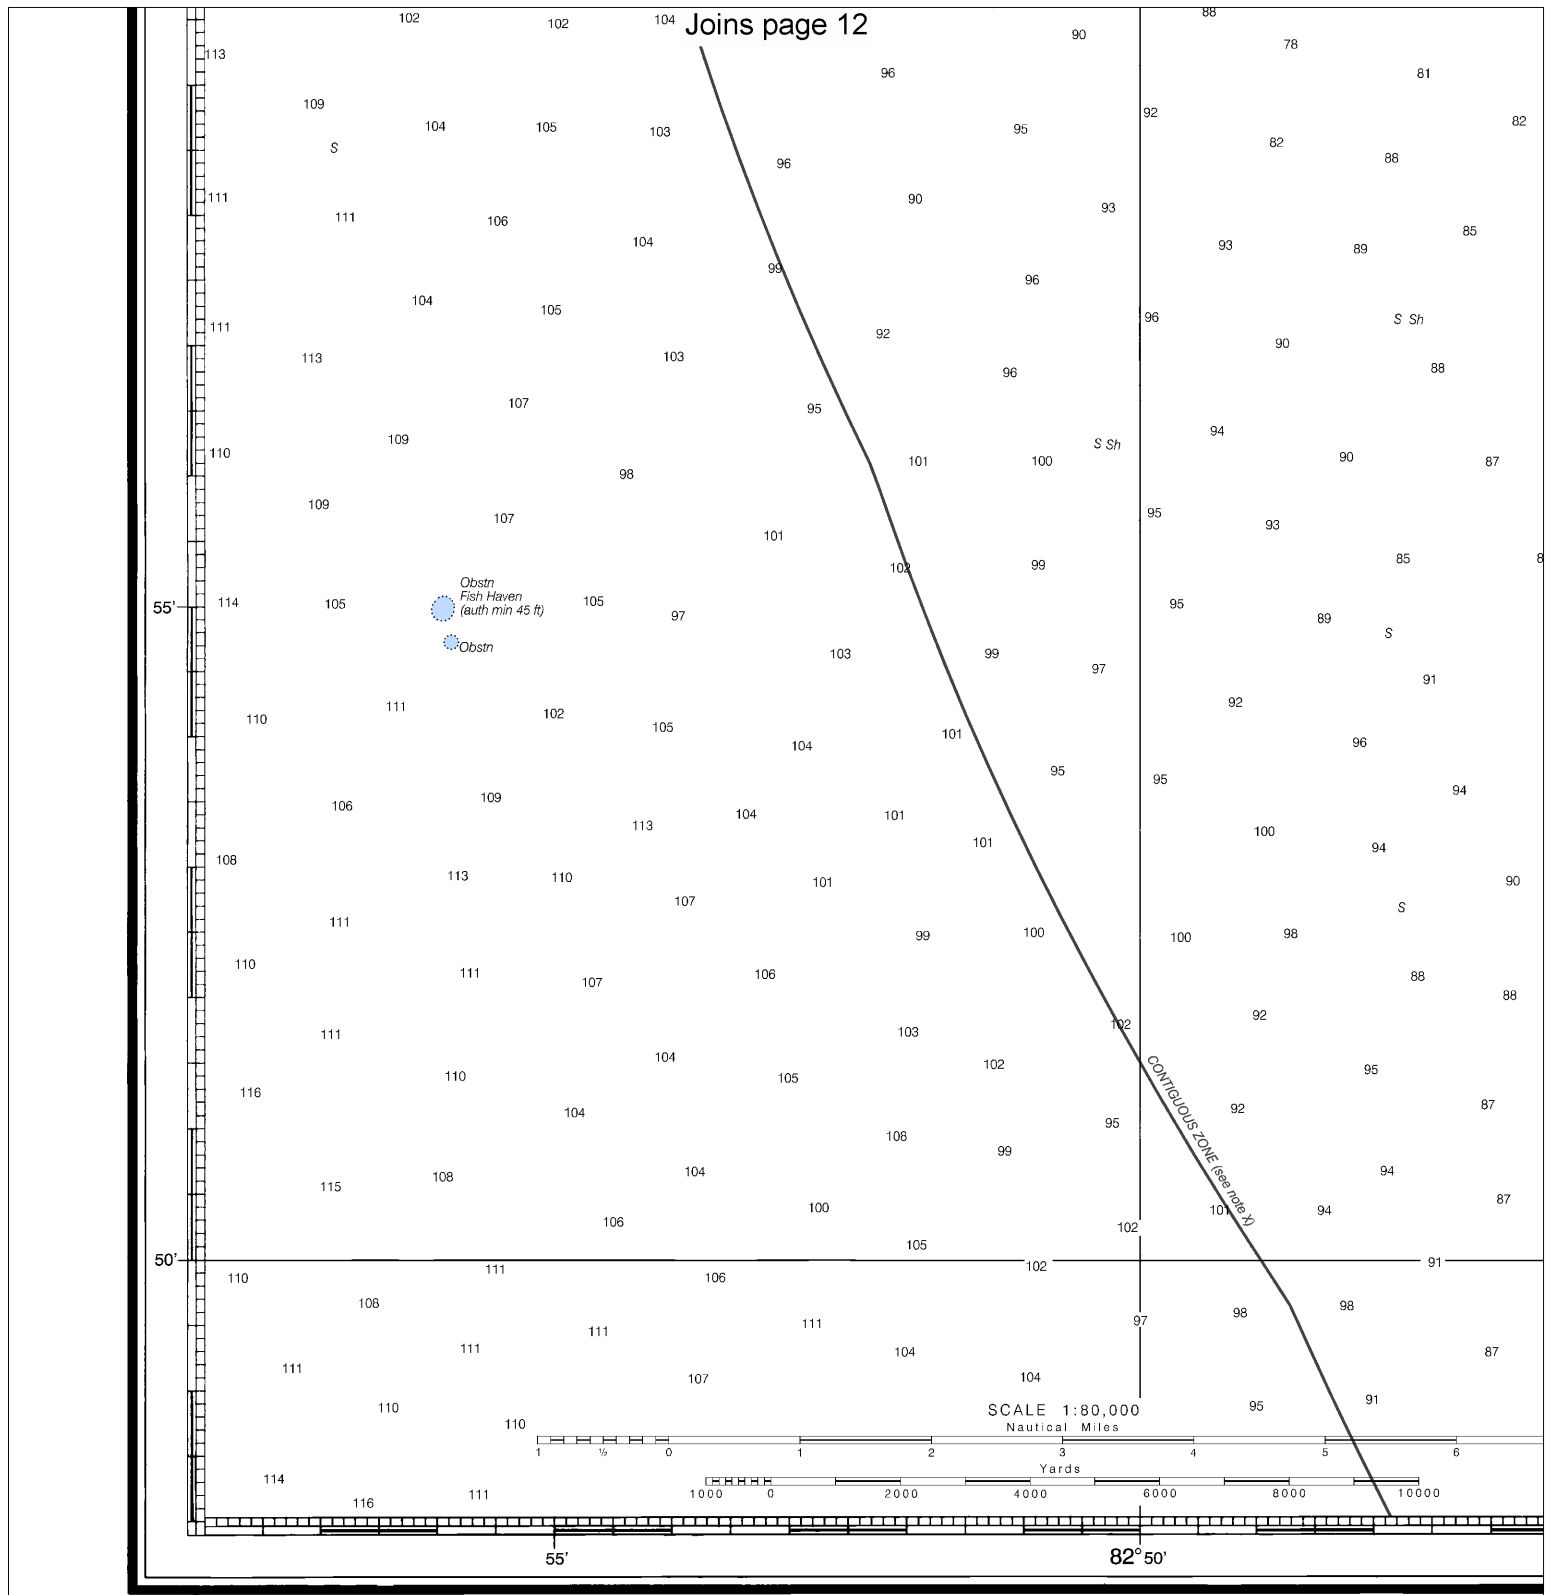 102 102 104 Joins page 12 88
113 90 78
96 81
109 92
104 105 103 95 82
S 96 82 88
111 90 93
111 106 85
104 93 89
99 96
104 105 96 S Sh
111 92 90
113 103 96 88
107 95
109 94
110 98 101 100 S Sh 90 87
109 107 95 93
101 102 99 85 8
Obstn
Fish Haven
(auth min 45 ft)
55' 114 105 105 97 95 89 S
Obstn 103 99 97
91
110 111 102 105 92
104 101 96
95 95
106 109 104 101 94
113 101 100 94
108 113 110 101 90
111 107 S
99 100 100 98
110 111 107 106 88
88
111 103 102 92
104 102
116 110 105 95
CONTIGUOUS ZONE (see note X)
104 95 92 87
108 99
115 108 104 94
106 100 102 101 94 87
105
50' 111 102 91
110 106
108 98 98
111 111 97
111 111 104 87
107 104
110 95 91
110
SCALE 1:80,000
Nautical Miles
1 ½ 0 1 2 3 4 5 6
Yards
1000 0 2000 4000 6000 8000 10000
114 116 111
55' 82° 50'